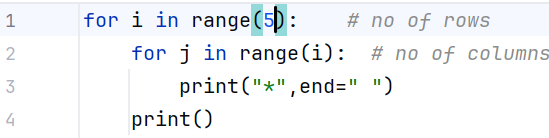 1 for i in range(5):    # no of rows
2     for j in range(i):  # no of columns
3         print("*",end=" ")
4     print()